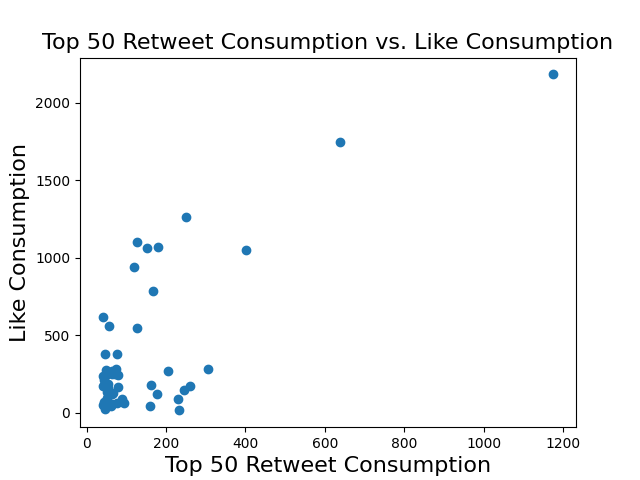 Top 50 Retweet Consumption vs. Like Consumption
Like Consumption
2000
1500
1000
500
0
0 200 400 600 800 1000 1200
Top 50 Retweet Consumption